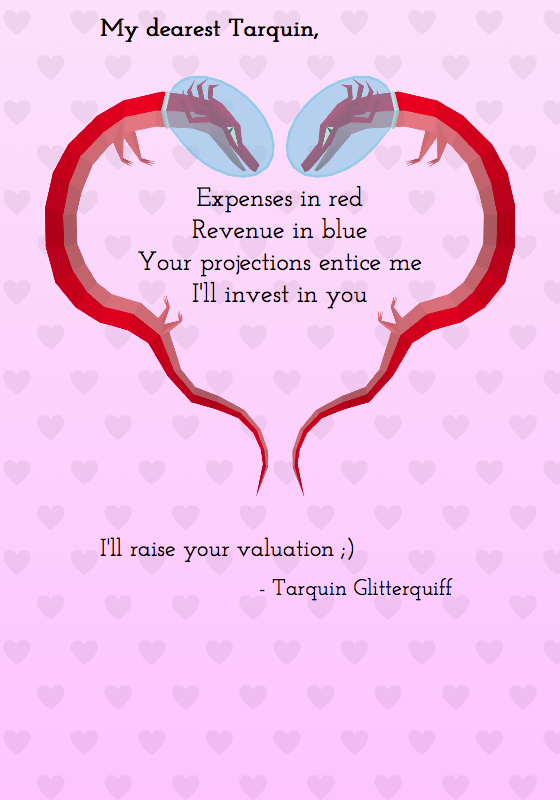 My dearest Tarquin,
Expenses in red
Revenue in blue
Your projections entice me
I'll invest in you
I'll raise your valuation ;)
- Tarquin Glitterquiff